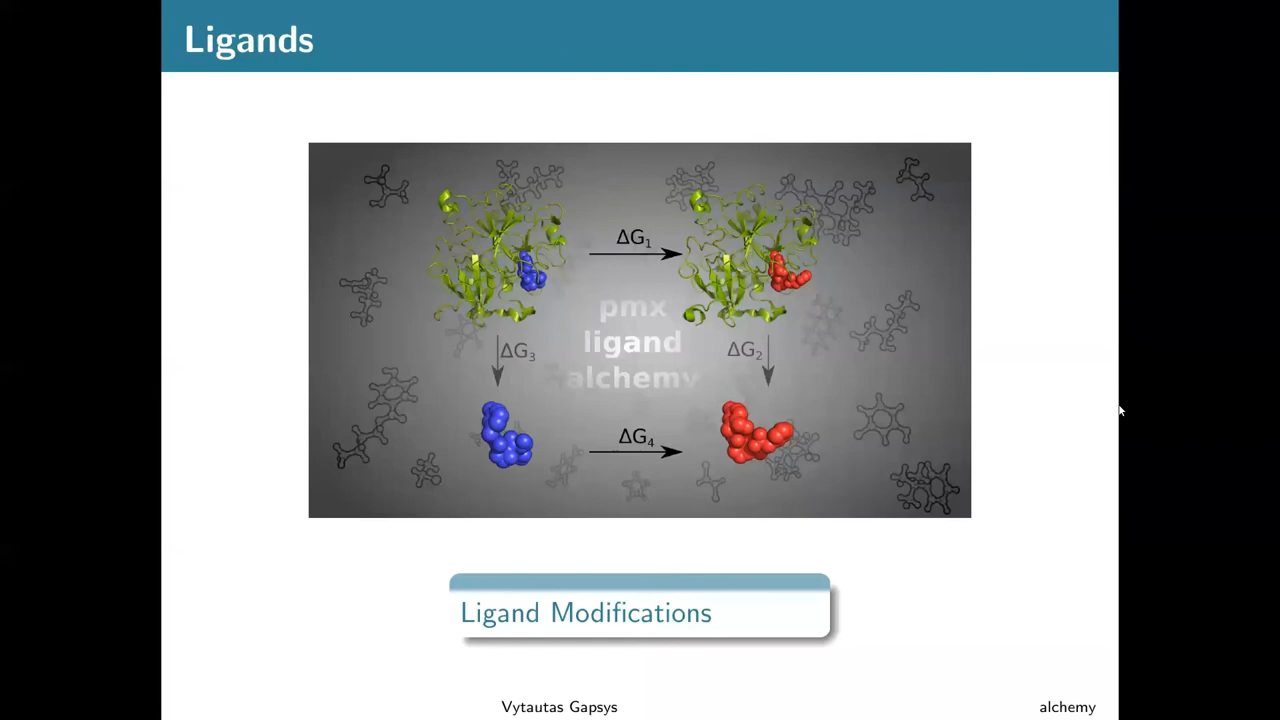 Ligands
ΔG₁
pmx
ligand
alchemy
ΔG₃
ΔG₂
ΔG₄
Ligand Modifications
Vytautas Gapsys
alchemy